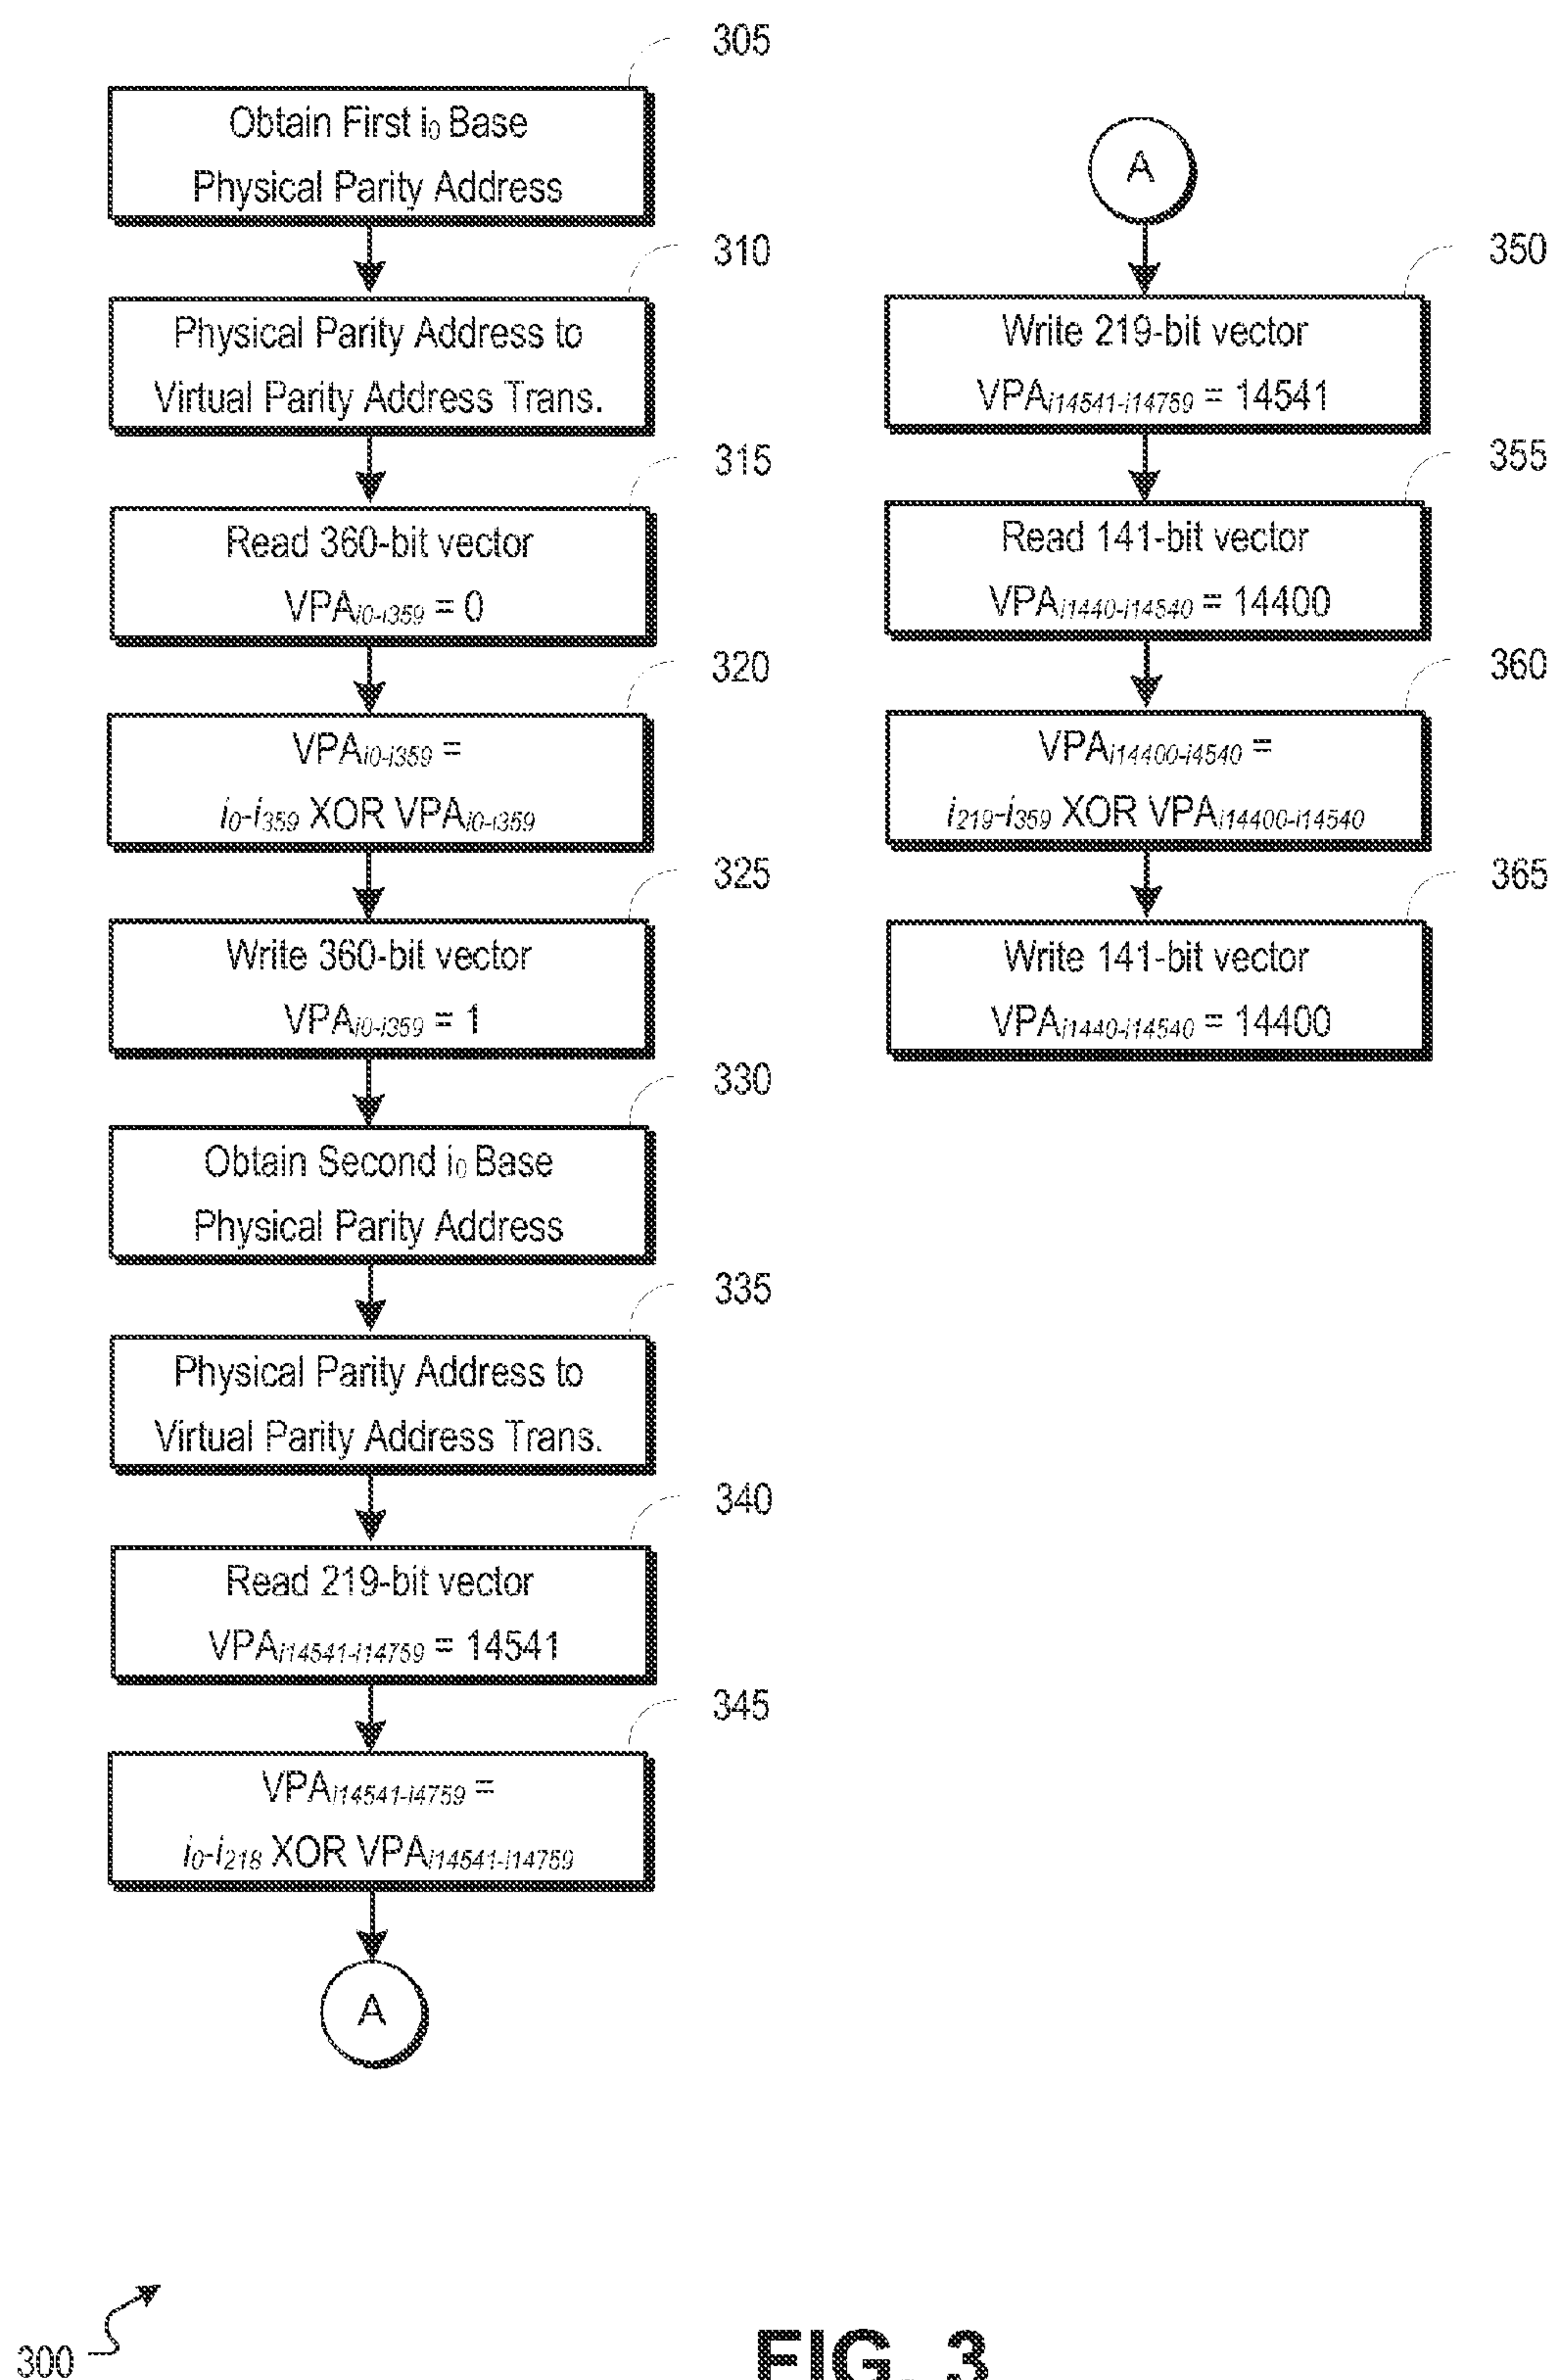 305
Obtain First i0 Base
Physical Parity Address
310
Physical Parity Address to
Virtual Parity Address Trans.
315
Read 360-bit vector
VPAi0-i359 = 0
320
VPAi0-i359 =
i0-i359 XOR VPAi0-i359
325
Write 360-bit vector
VPAi0-i359 = 1
330
Obtain Second i0 Base
Physical Parity Address
335
Physical Parity Address to
Virtual Parity Address Trans.
340
Read 219-bit vector
VPAi14541-i14759 = 14541
345
VPAi14541-i4759 =
i0-i218 XOR VPAi14541-i14759
A
A
350
Write 219-bit vector
VPAi14541-i14759 = 14541
355
Read 141-bit vector
VPAi1440-i14540 = 14400
360
VPAi14400-i4540 =
i219-i359 XOR VPAi14400-i14540
365
Write 141-bit vector
VPAi1440-i14540 = 14400
300
FIG. 3